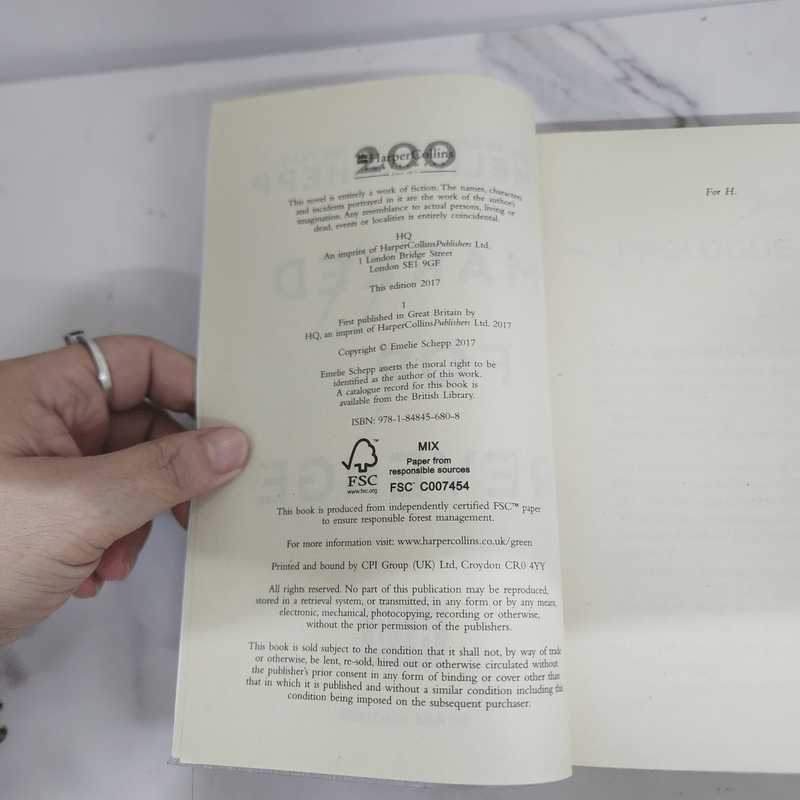 200
HarperCollins
Since 1817
This novel is entirely a work of fiction. The names, characters
and incidents portrayed in it are the work of the author's
imagination. Any resemblance to actual persons, living or
dead, events or localities is entirely coincidental.
HQ
An imprint of HarperCollinsPublishers Ltd.
1 London Bridge Street
London SE1 9GF
This edition 2017
1
First published in Great Britain by
HQ, an imprint of HarperCollinsPublishers Ltd. 2017
Copyright © Emelie Schepp 2017
Emelie Schepp asserts the moral right to be
identified as the author of this work.
A catalogue record for this book is
available from the British Library.
ISBN: 978-1-84845-680-8
FSC
www.fsc.org
MIX
Paper from
responsible sources
FSC™ C007454
This book is produced from independently certified FSC™ paper
to ensure responsible forest management.
For more information visit: www.harpercollins.co.uk/green
Printed and bound by CPI Group (UK) Ltd, Croydon CR0 4YY
All rights reserved. No part of this publication may be reproduced,
stored in a retrieval system, or transmitted, in any form or by any means,
electronic, mechanical, photocopying, recording or otherwise,
without the prior permission of the publishers.
This book is sold subject to the condition that it shall not, by way of trade
or otherwise, be lent, re-sold, hired out or otherwise circulated without
the publisher's prior consent in any form of binding or cover other than
that in which it is published and without a similar condition including this
condition being imposed on the subsequent purchaser.
For H.